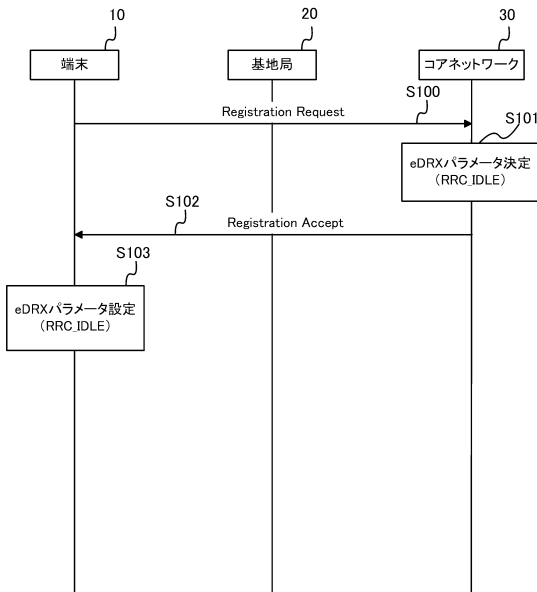 10
20
30
端末
基地局
コアネットワーク
S100
Registration Request
S101
eDRXパラメータ決定
(RRC_IDLE)
S102
Registration Accept
S103
eDRXパラメータ設定
(RRC_IDLE)